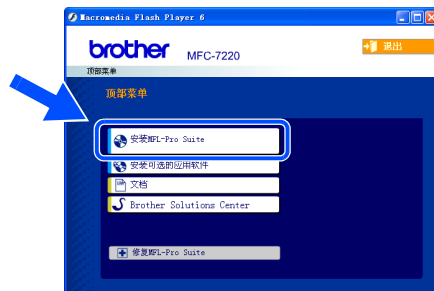 Macromedia Flash Player 6
brother
MFC-7220
退出
顶部菜单
顶部菜单
安装MFL-Pro Suite
安装可选的应用软件
文档
Brother Solutions Center
修复MFL-Pro Suite